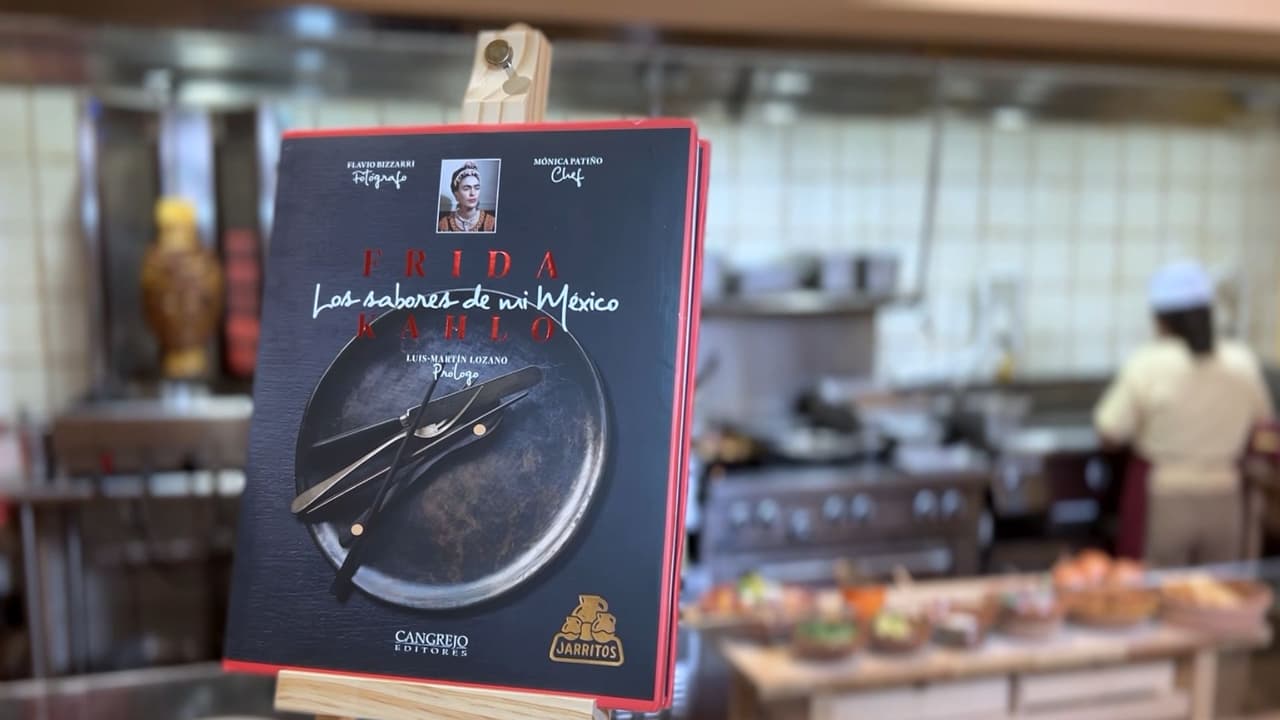 FLAVIO BIZZARRI
Fotógrafo
MÓNICA PATIÑO
Chef
FRIDA
Los sabores de mi México
KAHLO
LUIS-MARTÍN LOZANO
Prólogo
CANGREJO
EDITORES
JARRITOS